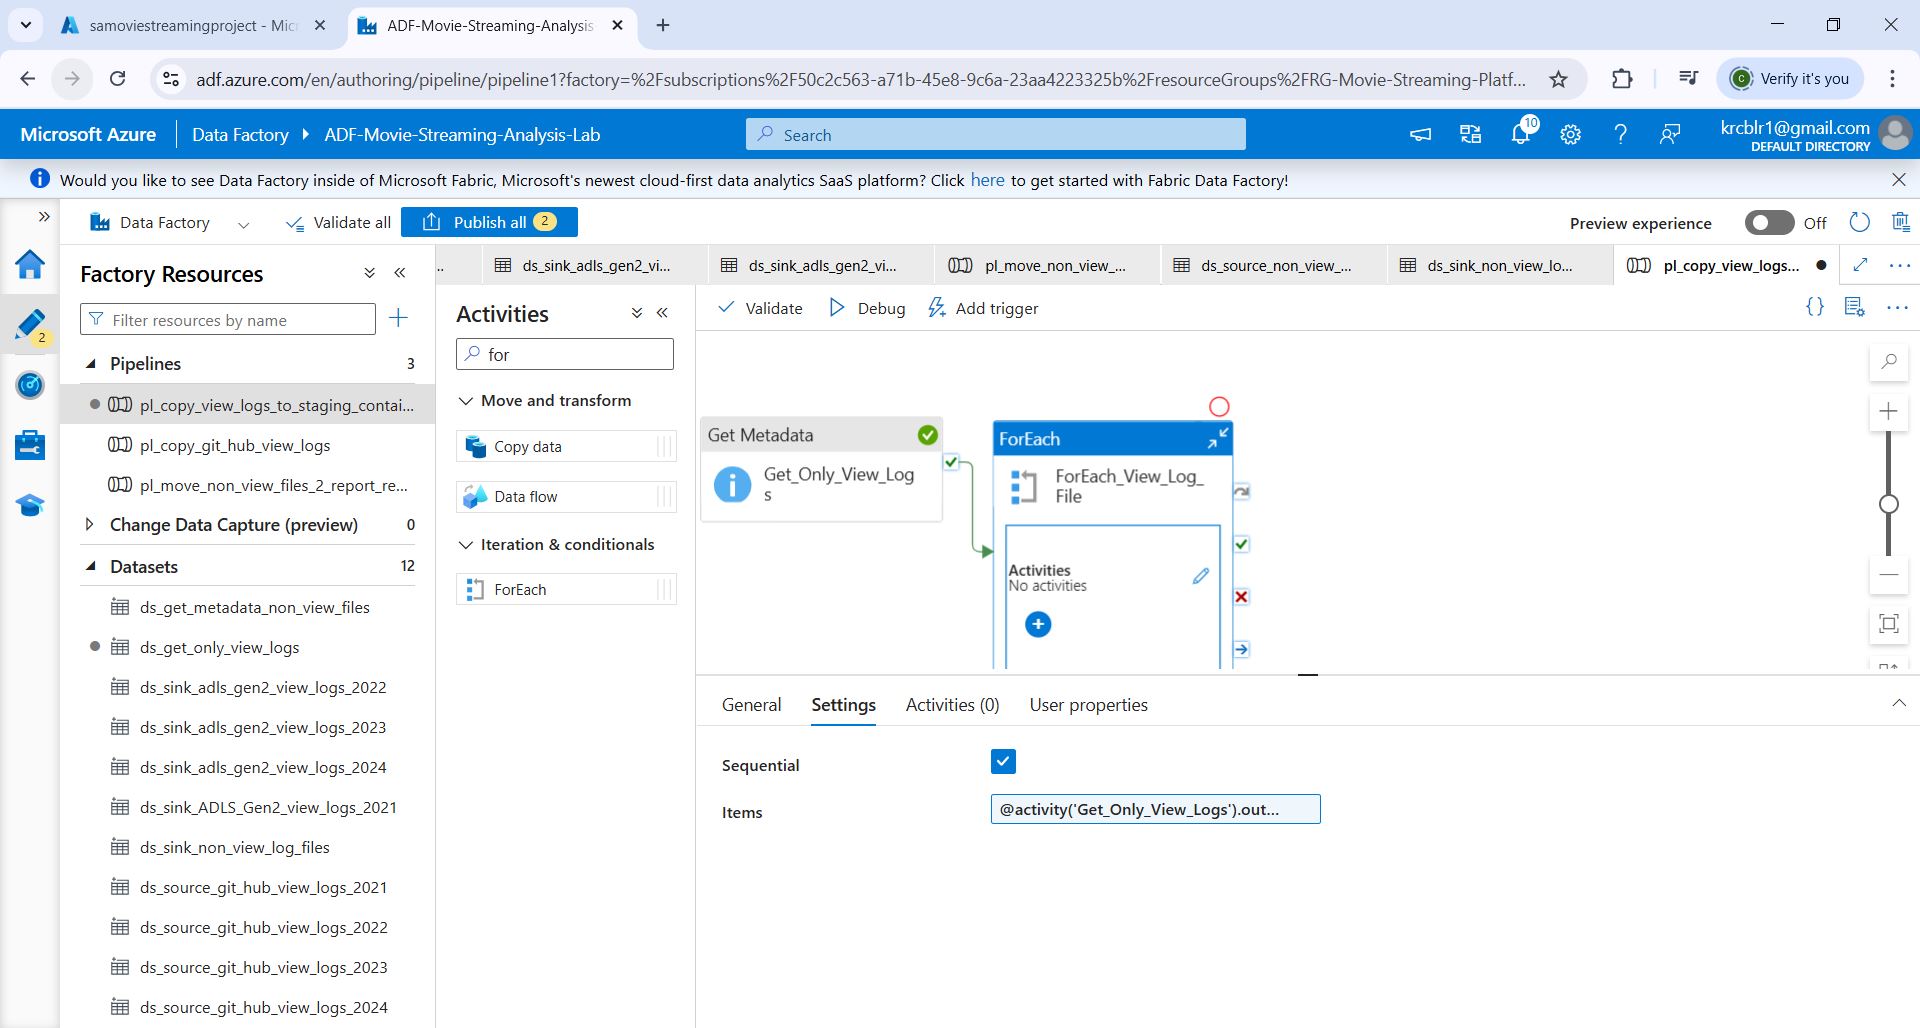 samoviestreamingproject - Micr
ADF-Movie-Streaming-Analysis
adf.azure.com/en/authoring/pipeline/pipeline1?factory=%2Fsubscriptions%2F50c2c563-a71b-45e8-9c6a-23aa4223325b%2FresourceGroups%2FRG-Movie-Streaming-Platf...
C
Verify it's you
Microsoft Azure
Data Factory
ADF-Movie-Streaming-Analysis-Lab
Search
10
krcblr1@gmail.com
DEFAULT DIRECTORY
Would you like to see Data Factory inside of Microsoft Fabric, Microsoft's newest cloud-first data analytics SaaS platform? Click here to get started with Fabric Data Factory!
Data Factory
Validate all
Publish all 2
Preview experience
Off
Factory Resources
Filter resources by name
2
Pipelines 3
pl_copy_view_logs_to_staging_contai...
pl_copy_git_hub_view_logs
pl_move_non_view_files_2_report_re...
Change Data Capture (preview) 0
Datasets 12
ds_get_metadata_non_view_files
ds_get_only_view_logs
ds_sink_adls_gen2_view_logs_2022
ds_sink_adls_gen2_view_logs_2023
ds_sink_adls_gen2_view_logs_2024
ds_sink_ADLS_Gen2_view_logs_2021
ds_sink_non_view_log_files
ds_source_git_hub_view_logs_2021
ds_source_git_hub_view_logs_2022
ds_source_git_hub_view_logs_2023
ds_source_git_hub_view_logs_2024
..
ds_sink_adls_gen2_vi...
ds_sink_adls_gen2_vi...
pl_move_non_view_...
ds_source_non_view_...
ds_sink_non_view_lo...
pl_copy_view_logs...
Activities
for
Move and transform
Copy data
Data flow
Iteration & conditionals
ForEach
Validate
Debug
Add trigger
{}
Get Metadata
Get_Only_View_Log
s
ForEach
ForEach_View_Log_
File
Activities
No activities
General
Settings
Activities (0)
User properties
Sequential
Items
@activity('Get_Only_View_Logs').out...